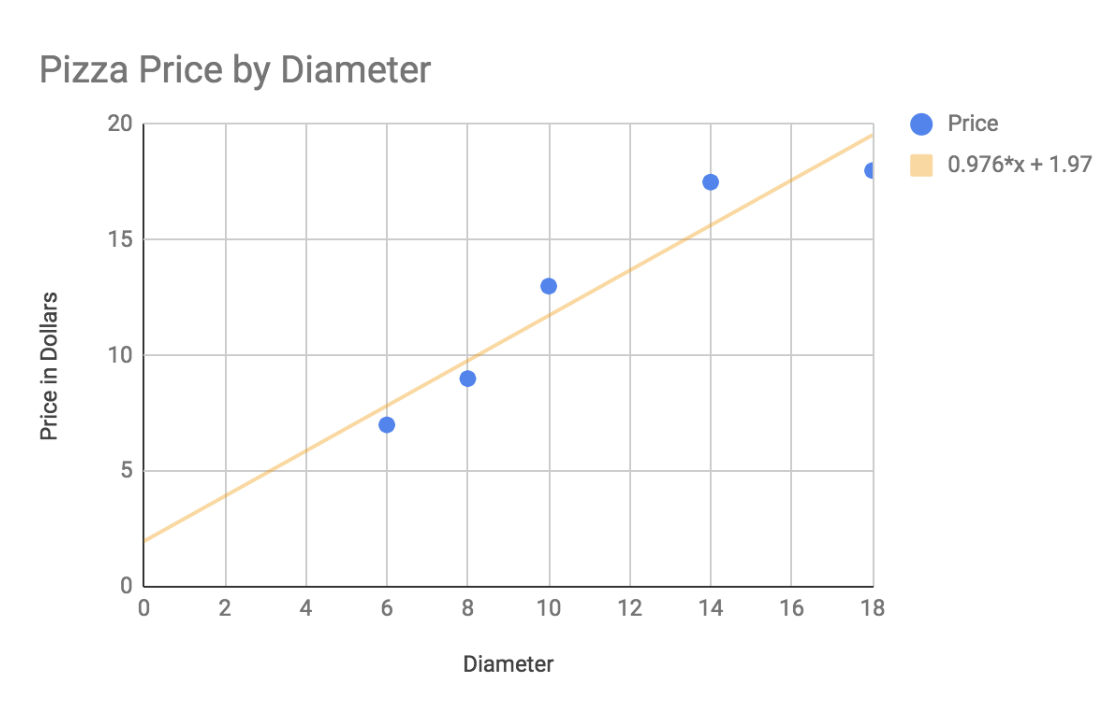 Pizza Price by Diameter
Price
0.976*x + 1.97
20
15
10
5
0
0 2 4 6 8 10 12 14 16 18
Price in Dollars
Diameter